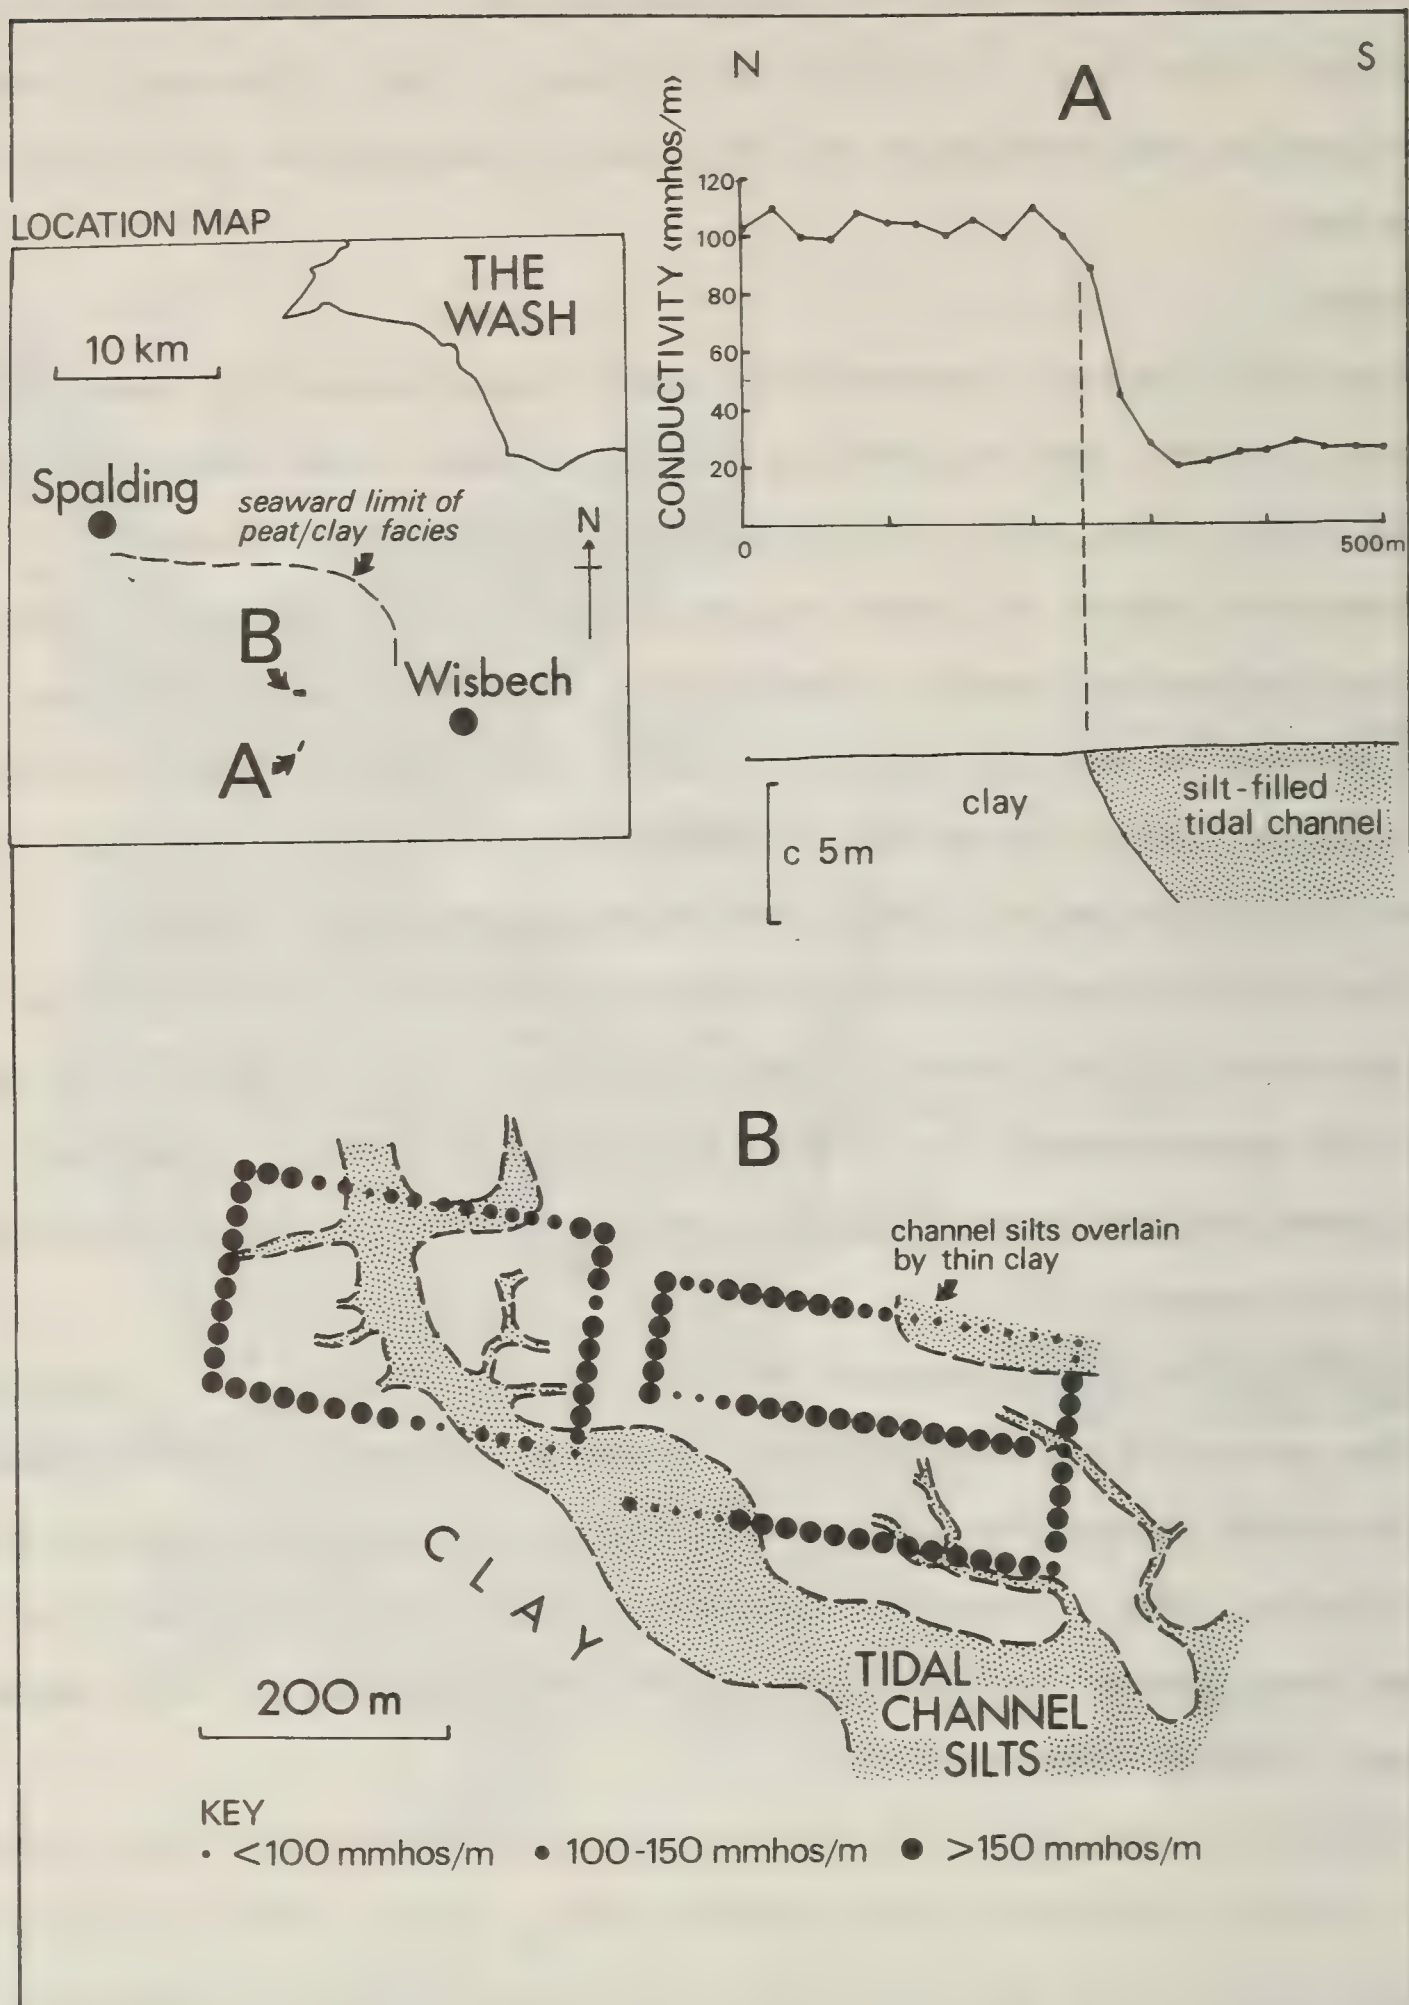 LOCATION MAP
THE
WASH
10 km
Spalding
seaward limit of
peat/clay facies
N
B
Wisbech
A
N
A
S
CONDUCTIVITY (mmhos/m)
120
100
80
60
40
20
0
500m
clay
silt-filled
tidal channel
c 5m
B
channel silts overlain
by thin clay
CLAY
TIDAL
CHANNEL
SILTS
200m
KEY
<100 mmhos/m
100-150 mmhos/m
>150 mmhos/m